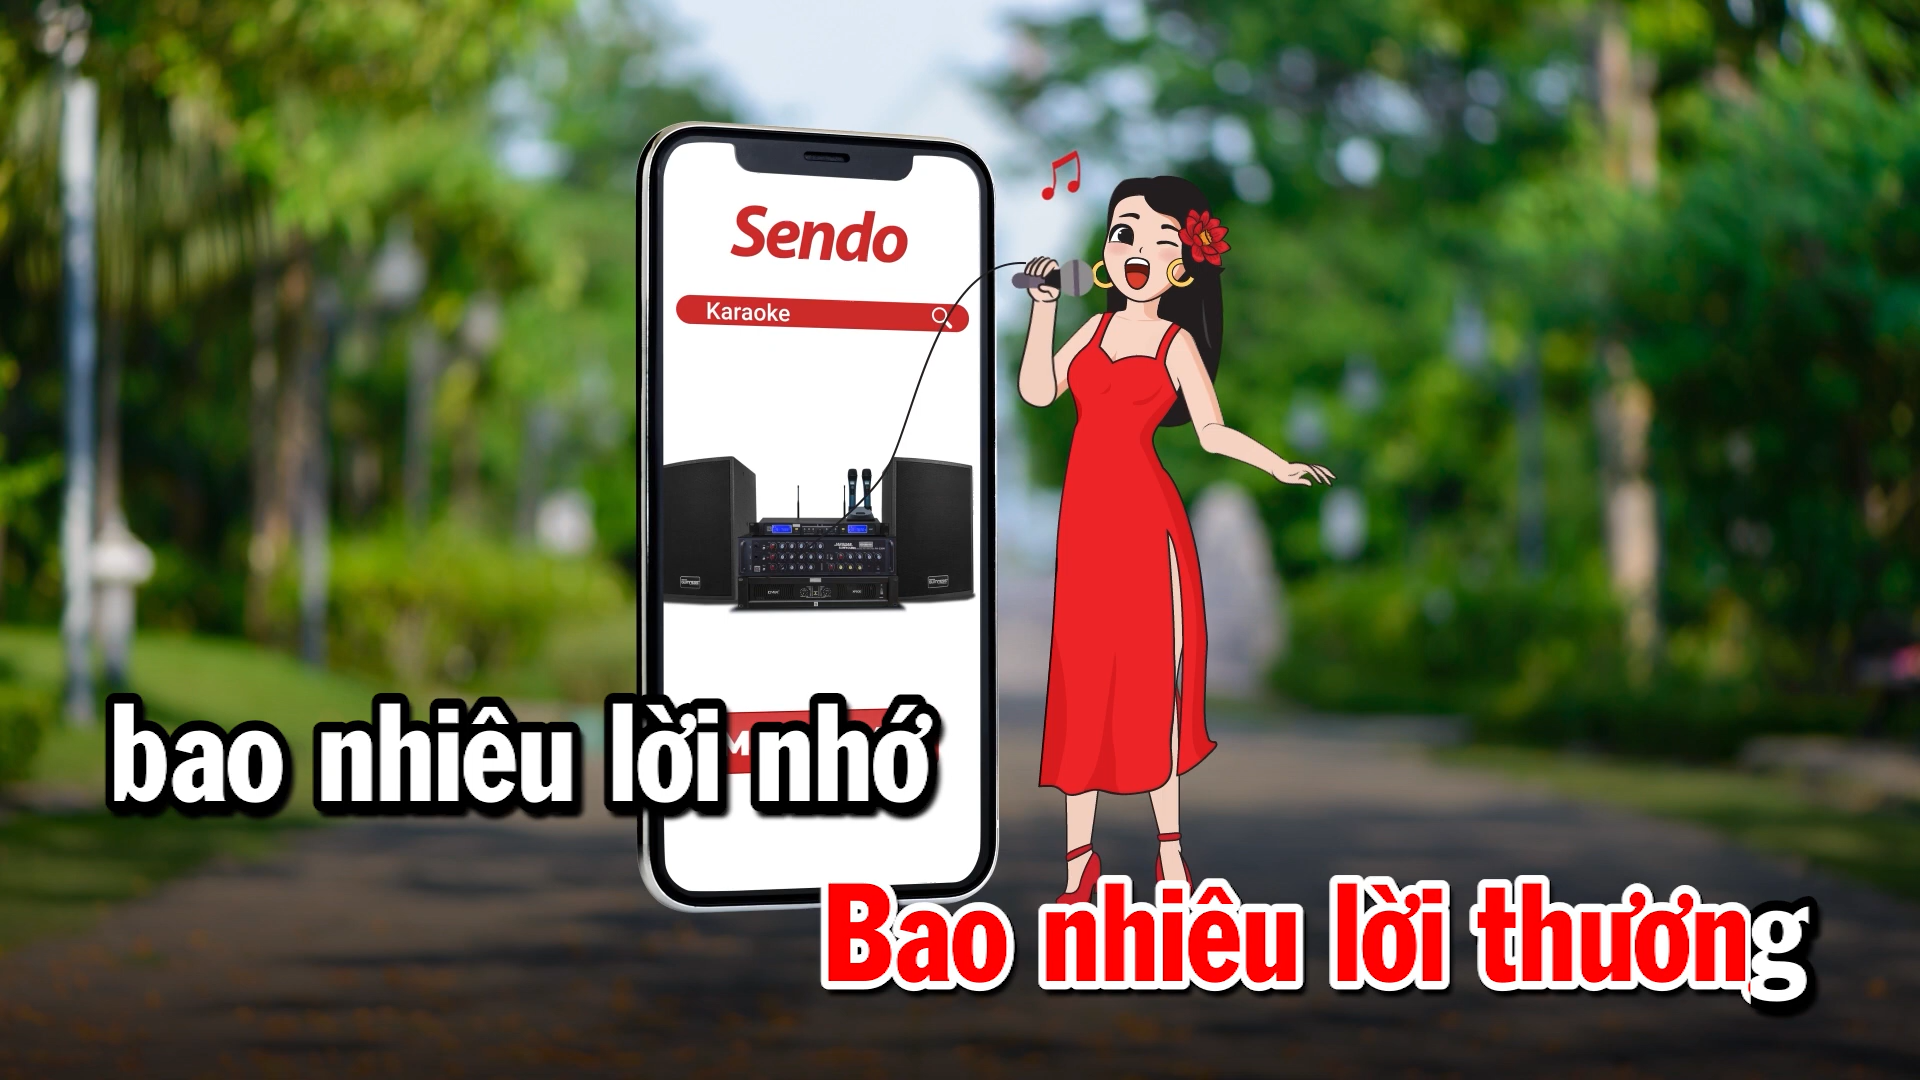 Sendo
Karaoke
M
bao nhiêu lời nhớ
Bao nhiêu lời thương